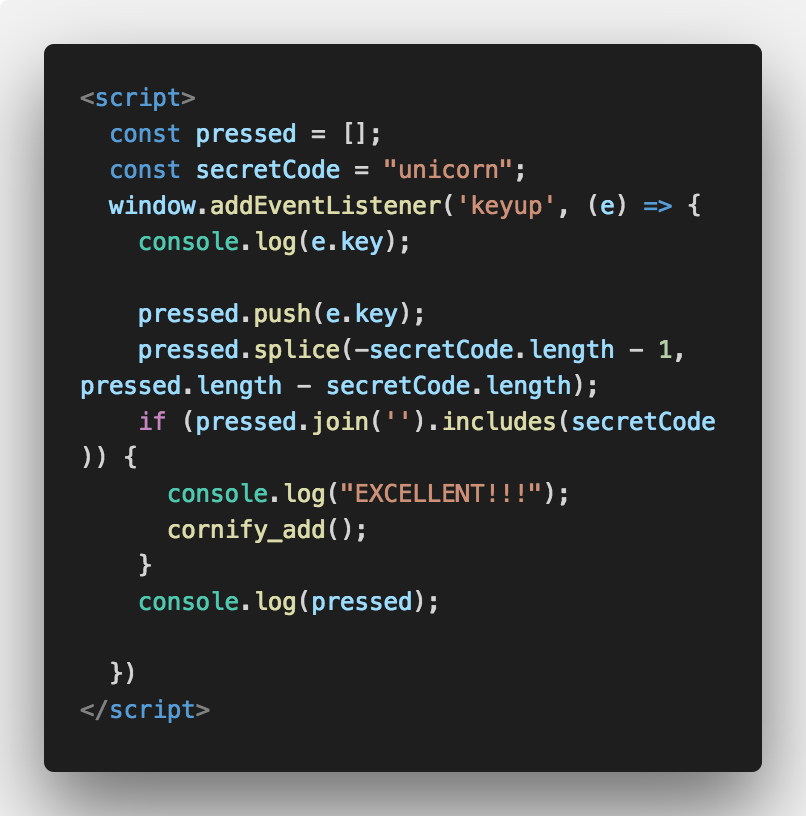 <script>
  const pressed = [];
  const secretCode = "unicorn";
  window.addEventListener('keyup', (e) => {
    console.log(e.key);

    pressed.push(e.key);
    pressed.splice(-secretCode.length - 1,
pressed.length - secretCode.length);
    if (pressed.join('').includes(secretCode
)) {
      console.log("EXCELLENT!!!");
      cornify_add();
    }
    console.log(pressed);

  })
</script>